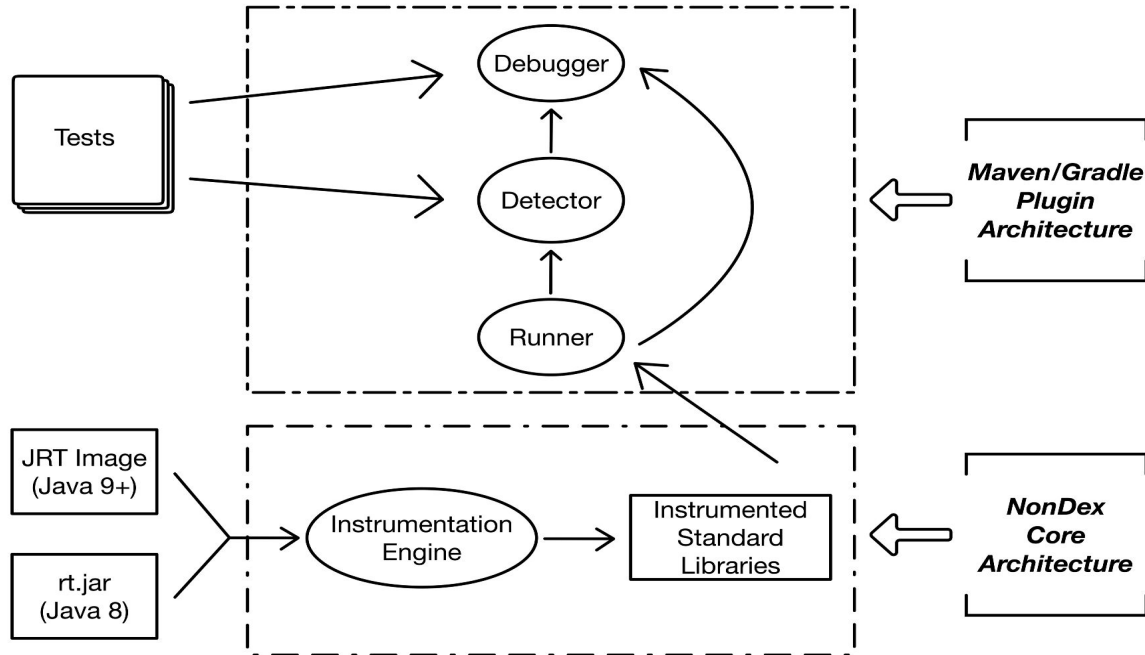 Debugger
Tests
Detector
Maven/Gradle
Plugin
Architecture
Runner
JRT Image
(Java 9+)
Instrumentation
Engine
Instrumented
Standard
Libraries
NonDex
Core
Architecture
rt.jar
(Java 8)